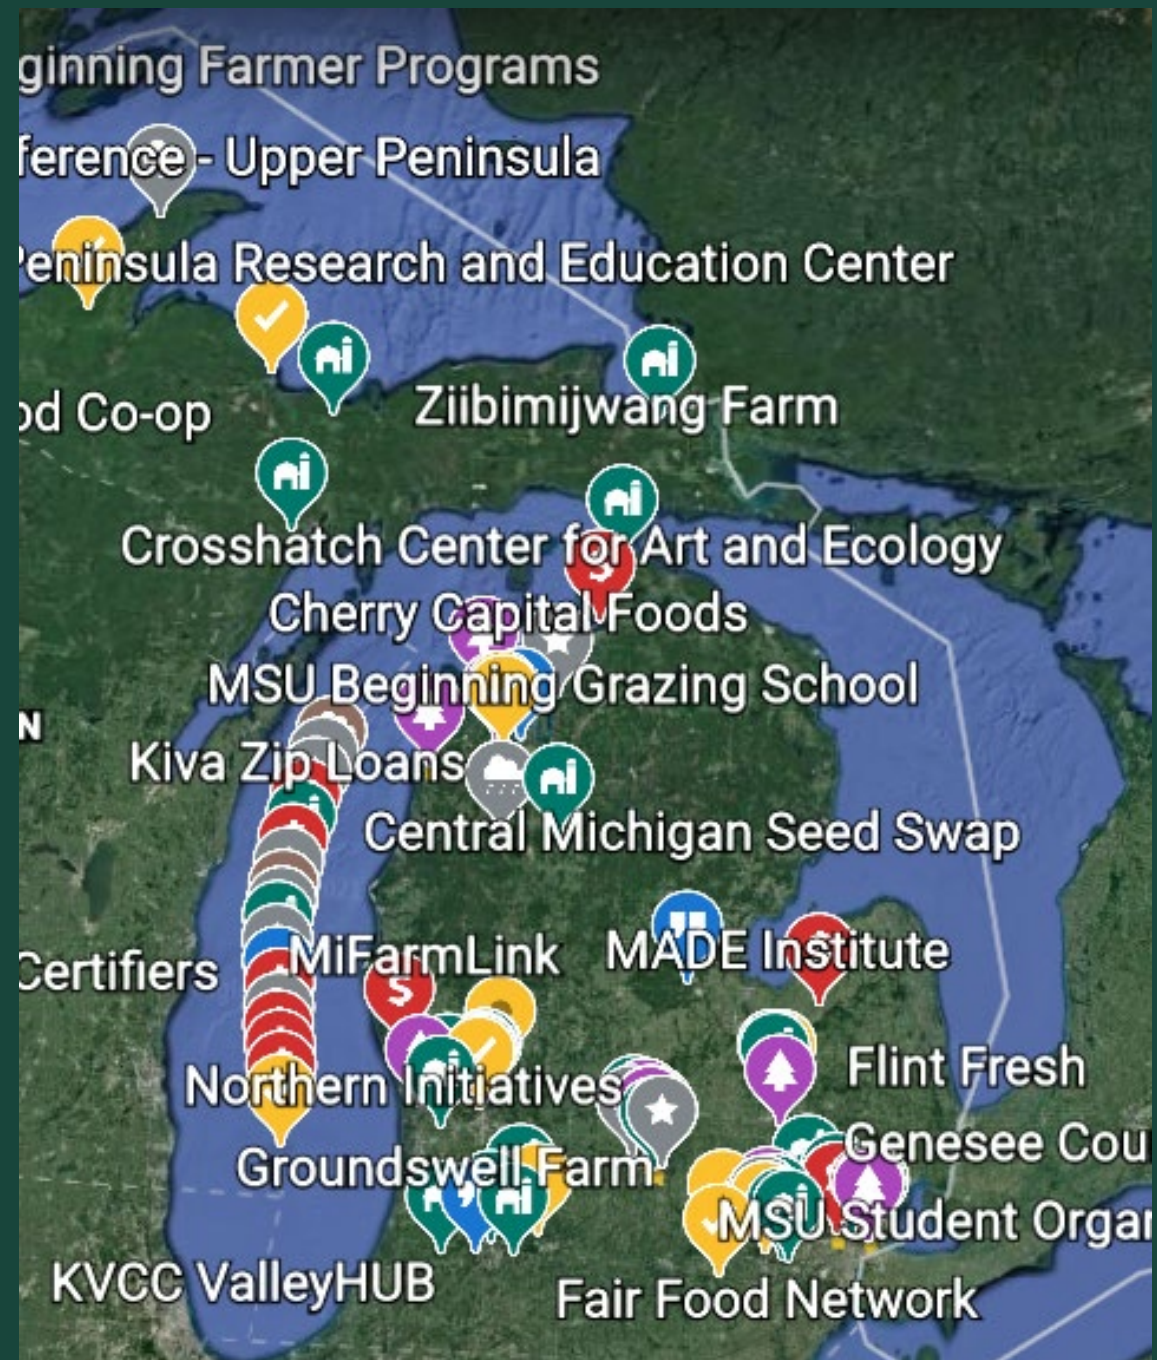 ginning Farmer Programs
ference - Upper Peninsula
Peninsula Research and Education Center
od Co-op
Ziibimijwang Farm
Crosshatch Center for Art and Ecology
Cherry Capital Foods
MSU Beginning Grazing School
N
Kiva Zip Loans
Central Michigan Seed Swap
MiFarmLink
MADE Institute
Certifiers
Flint Fresh
Northern Initiatives
Genesee Cou
Groundswell Farm
MSU Student Organ
KVCC ValleyHUB
Fair Food Network